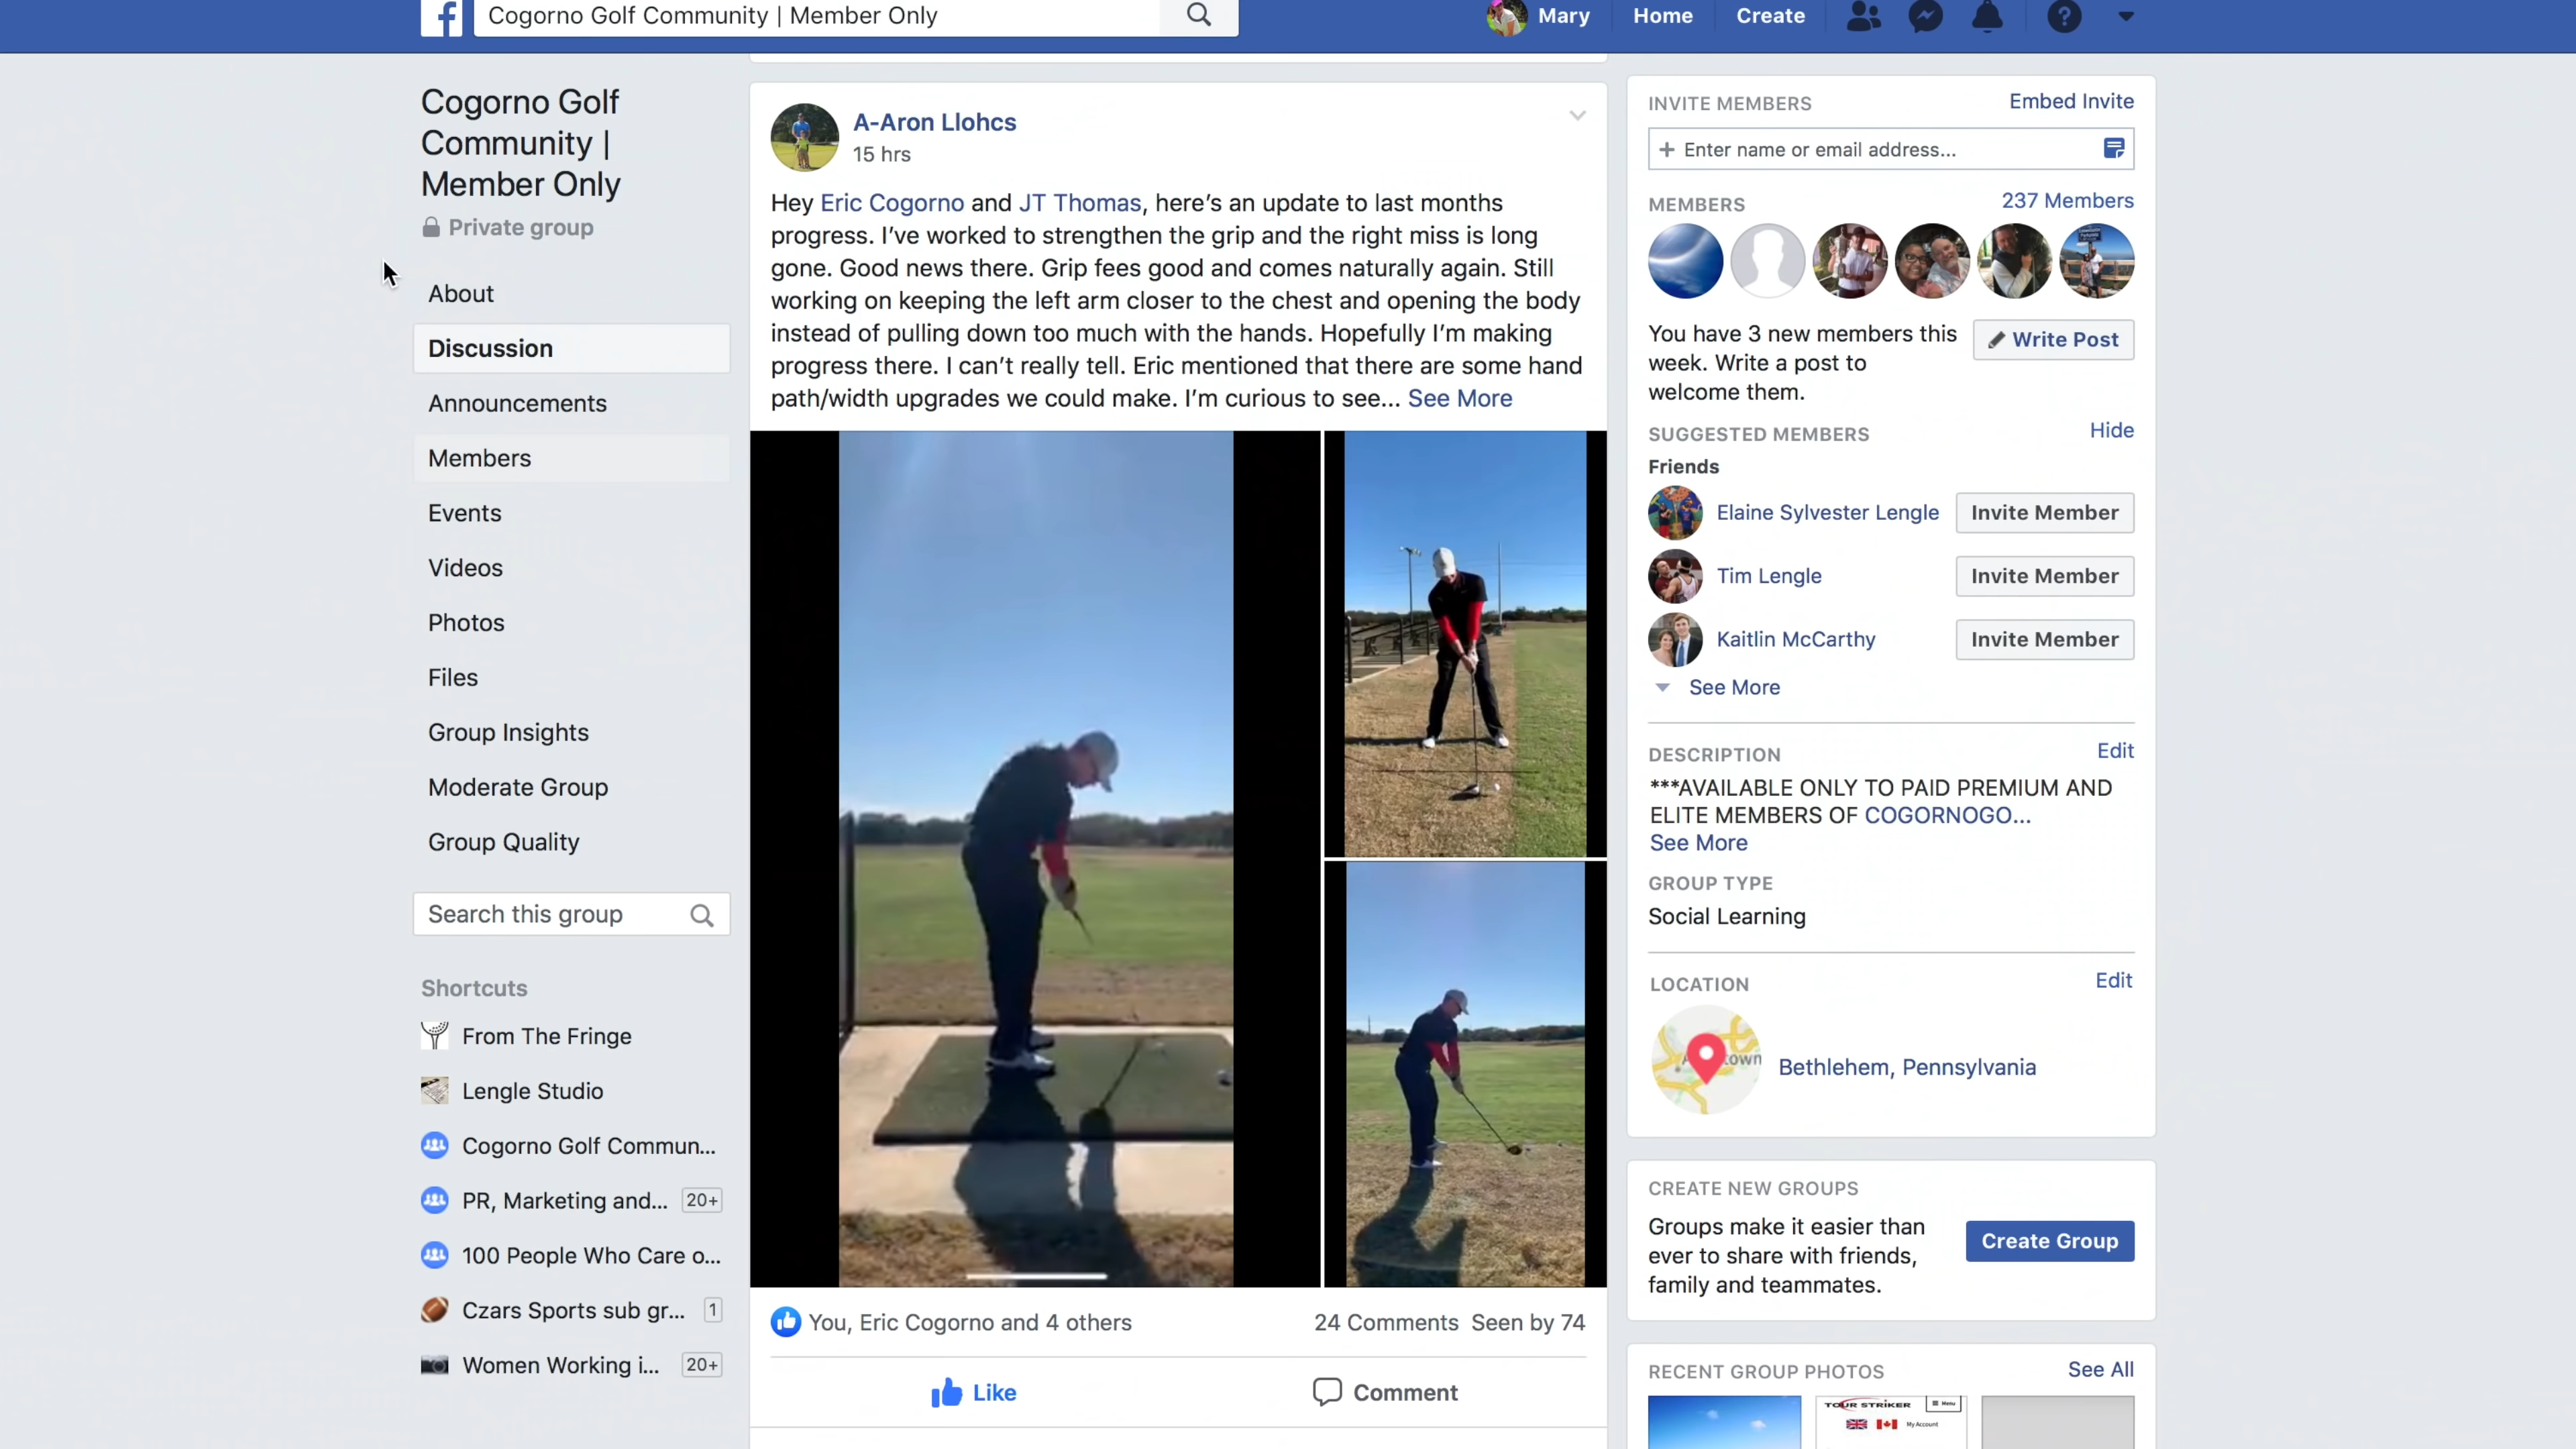 Cogorno Golf Community | Member Only
Mary
Home
Create
Cogorno Golf
Community |
Member Only
Private group
About
Discussion
Announcements
Members
Events
Videos
Photos
Files
Group Insights
Moderate Group
Group Quality
Search this group
Shortcuts
From The Fringe
Lengle Studio
Cogorno Golf Commun...
PR, Marketing and... 20+
100 People Who Care o...
Czars Sports sub gr... 1
Women Working i... 20+
A-Aron Llohcs
15 hrs
Hey Eric Cogorno and JT Thomas, here's an update to last months
progress. I've worked to strengthen the grip and the right miss is long
gone. Good news there. Grip fees good and comes naturally again. Still
working on keeping the left arm closer to the chest and opening the body
instead of pulling down too much with the hands. Hopefully I'm making
progress there. I can't really tell. Eric mentioned that there are some hand
path/width upgrades we could make. I'm curious to see... See More
You, Eric Cogorno and 4 others
24 Comments Seen by 74
Like
Comment
INVITE MEMBERS
Embed Invite
+ Enter name or email address...
MEMBERS
237 Members
You have 3 new members this
week. Write a post to
welcome them.
Write Post
SUGGESTED MEMBERS
Hide
Friends
Elaine Sylvester Lengle
Invite Member
Tim Lengle
Invite Member
Kaitlin McCarthy
Invite Member
See More
DESCRIPTION
Edit
***AVAILABLE ONLY TO PAID PREMIUM AND
ELITE MEMBERS OF COGORNOGO...
See More
GROUP TYPE
Social Learning
LOCATION
Edit
Bethlehem, Pennsylvania
CREATE NEW GROUPS
Groups make it easier than
ever to share with friends,
family and teammates.
Create Group
RECENT GROUP PHOTOS
See All
TOUR STRIKER
Menu
My Account